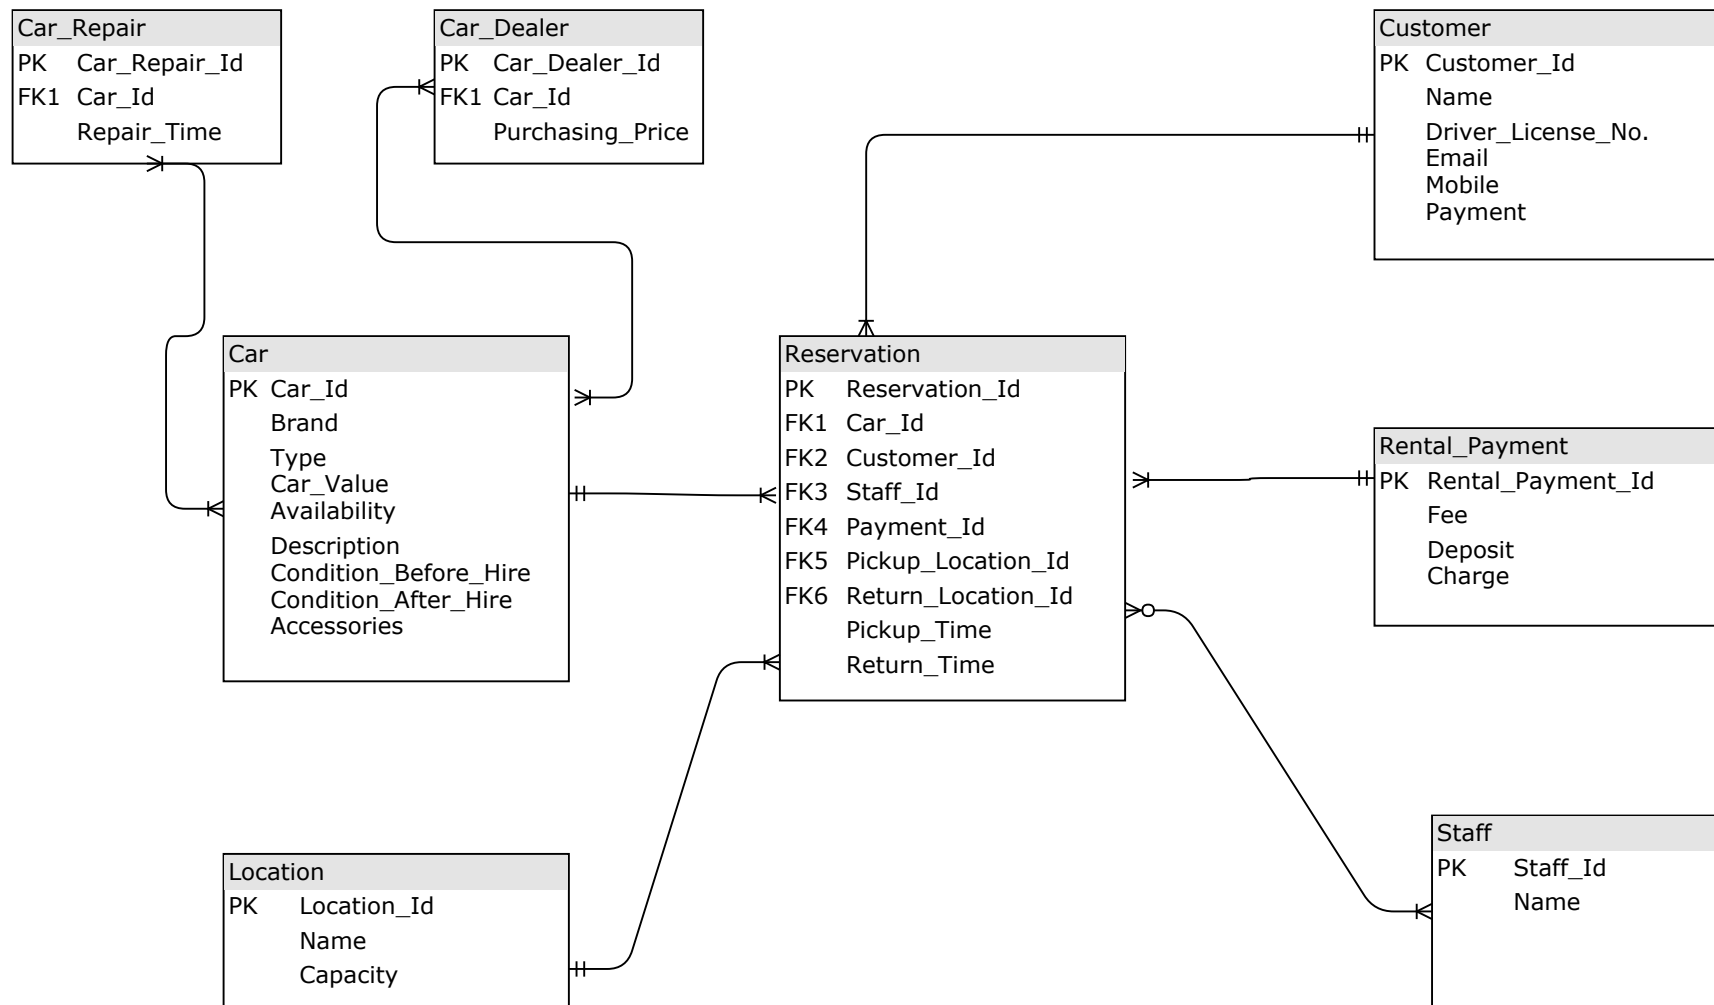 Car_Repair
PK Car_Repair_Id
FK1 Car_Id
Repair_Time
Car_Dealer
PK Car_Dealer_Id
FK1 Car_Id
Purchasing_Price
Customer
PK Customer_Id
Name
Driver_License_No.
Email
Mobile
Payment
Car
PK Car_Id
Brand
Type
Car_Value
Availability
Description
Condition_Before_Hire
Condition_After_Hire
Accessories
Reservation
PK Reservation_Id
FK1 Car_Id
FK2 Customer_Id
FK3 Staff_Id
FK4 Payment_Id
FK5 Pickup_Location_Id
FK6 Return_Location_Id
Pickup_Time
Return_Time
Rental_Payment
PK Rental_Payment_Id
Fee
Deposit
Charge
Location
PK Location_Id
Name
Capacity
Staff
PK Staff_Id
Name